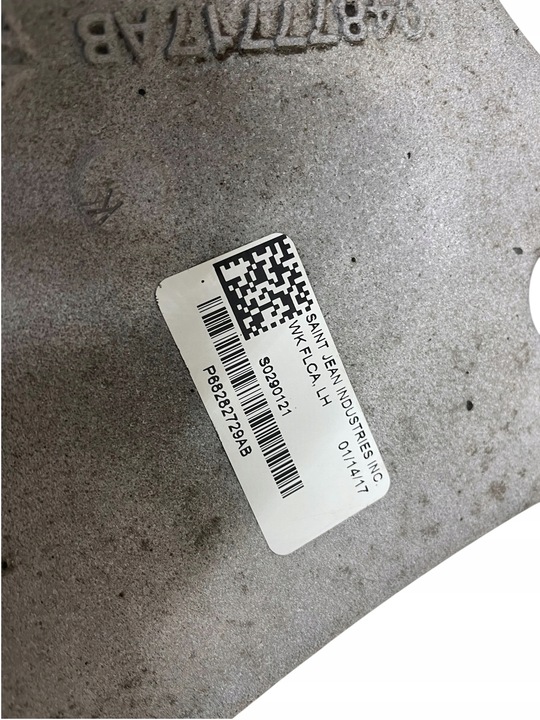 SAINT JEAN INDUSTRIES INC.
WK FLCA, LH
01/14/17
S0290121
P68282729AB